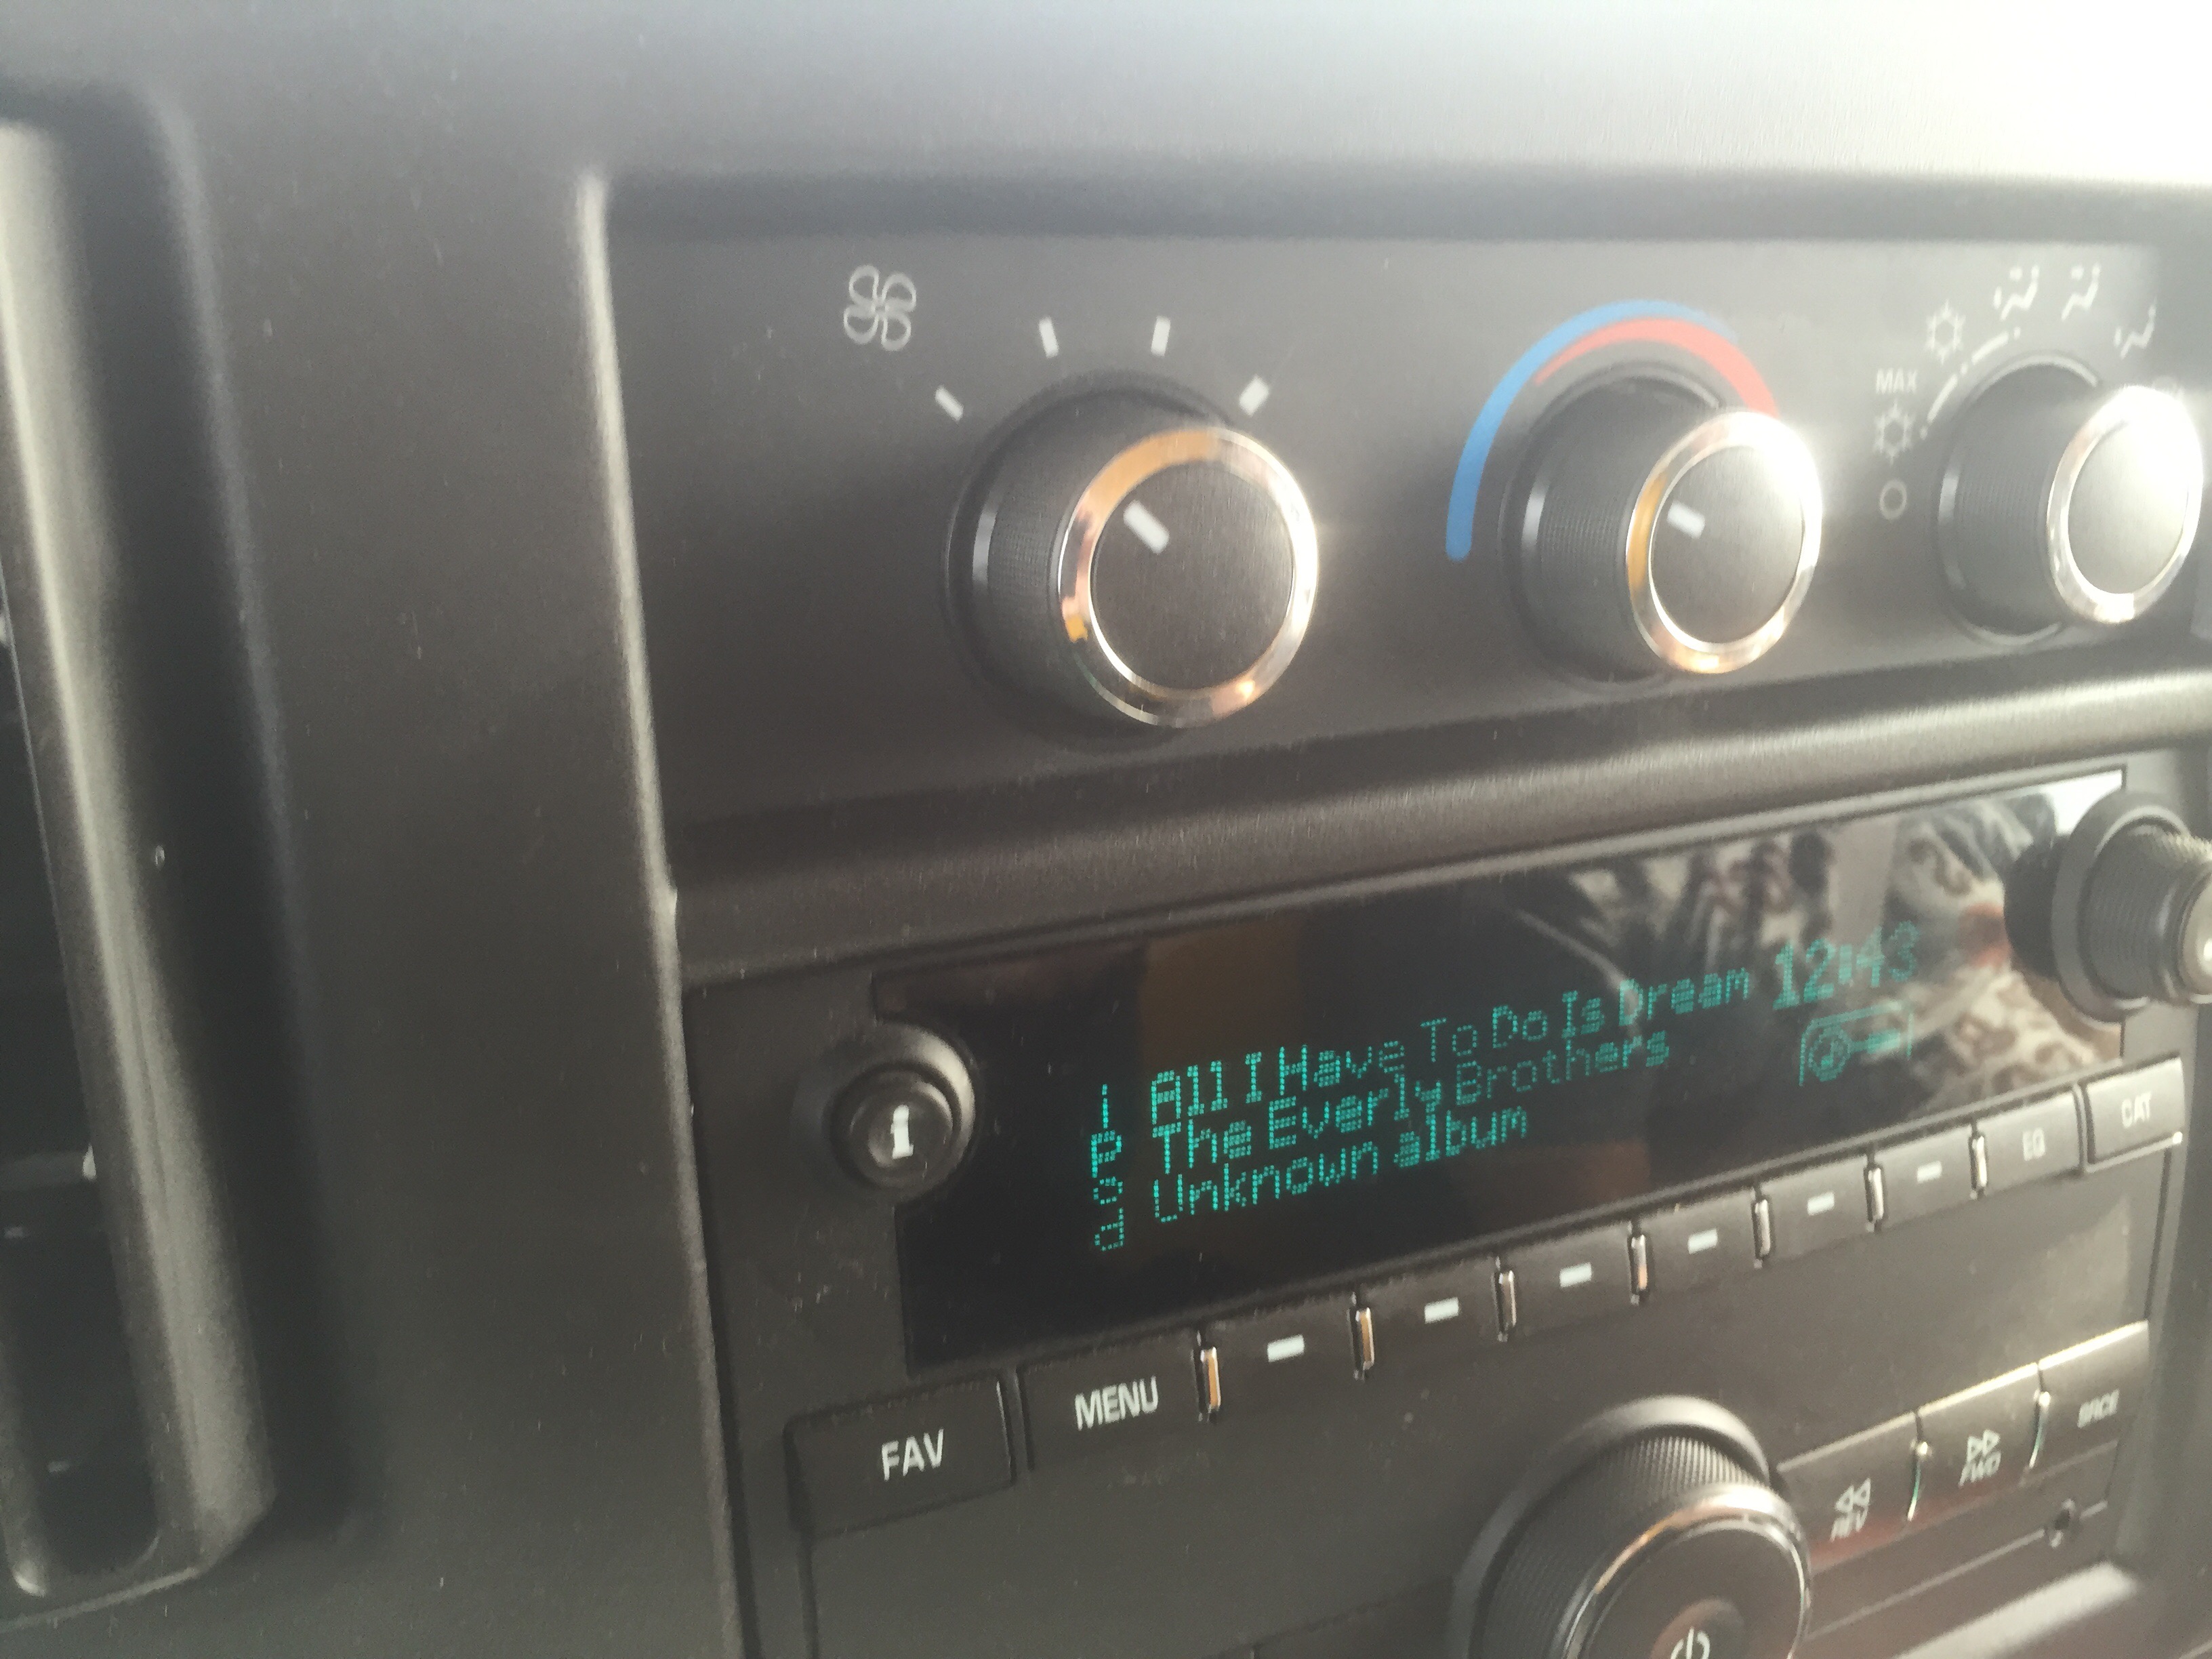 MAX
All I Have To Do Is Dream 12:43
The Everly Brothers
Unknown album
i
P
o
d
i
FAV
MENU
EQ
CAT
REV
FWD
SRCE